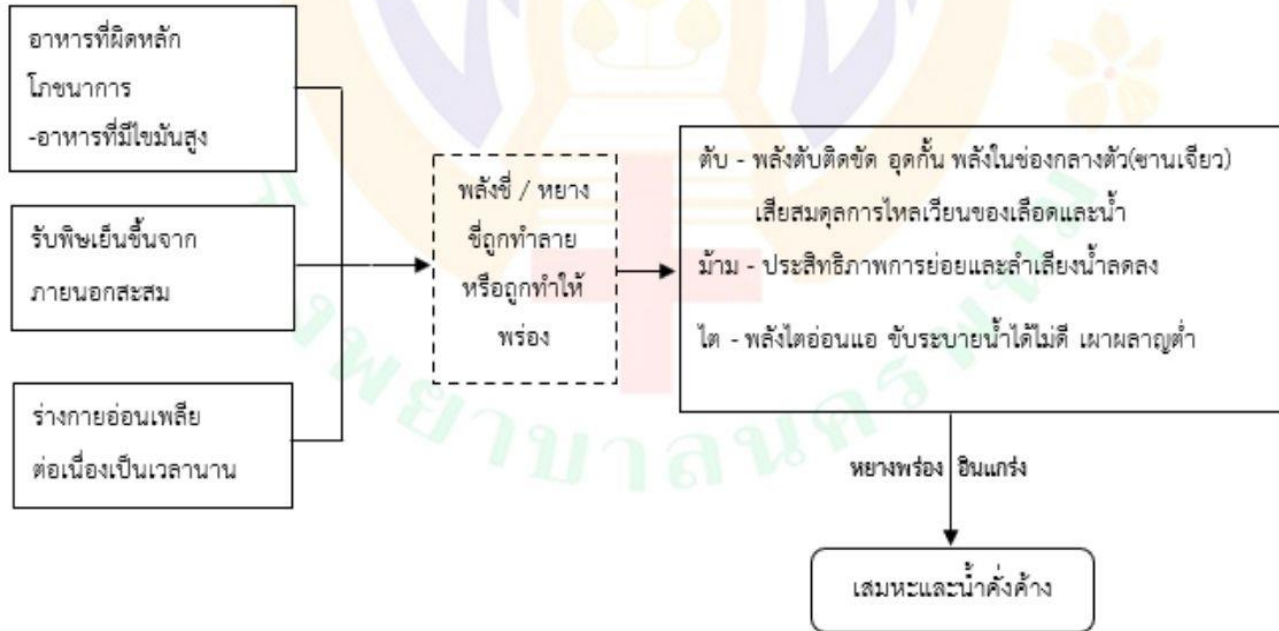 อาหารที่ผิดหลัก
โภชนาการ
-อาหารที่มีไขมันสูง
รับพิษเย็นชื้นจาก
ภายนอกสะสม
ร่างกายอ่อนเพลีย
ต่อเนื่องเป็นเวลานาน
พลังชี่ / หยาง
ชี่ถูกทำลาย
หรือถูกทำให้
พร่อง
ตับ - พลังตับติดขัด อุดกั้น พลังในช่องกลางตัว(ซานเจียว)
เสียสมดุลการไหลเวียนของเลือดและน้ำ
ม้าม - ประสิทธิภาพการย่อยและลำเลียงน้ำลดลง
ไต - พลังไตอ่อนแอ ขับระบายน้ำได้ไม่ดี เผาผลาญต่ำ
หยางพร่อง อินแกร่ง
เสมหะและน้ำคั่งค้าง
พยาบาลนครพนม